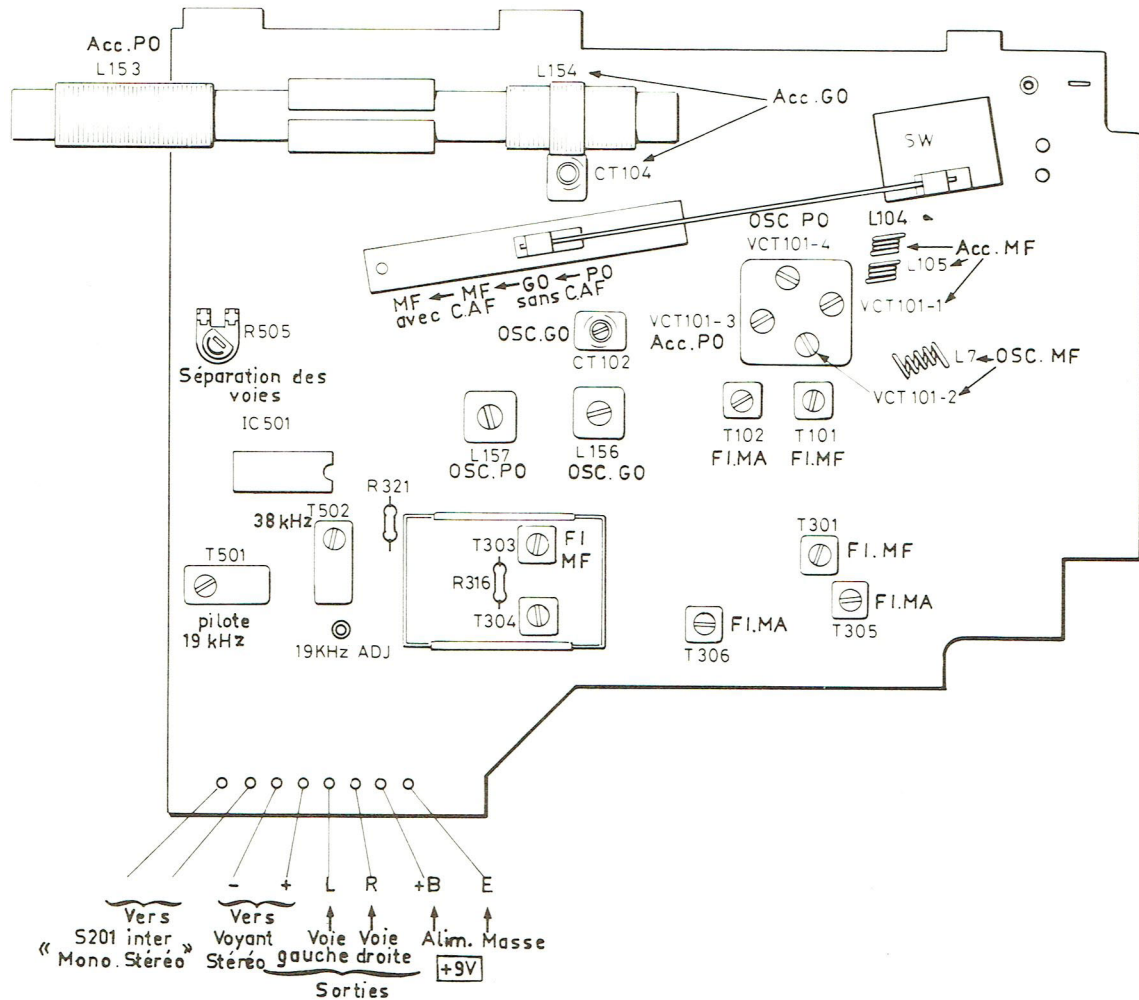 Acc.PO
L153
L154
Acc.GO
CT104
SW
OSC PO
VCT101-4
L104
L105
Acc.MF
VCT101-1
MF ← MF ← GO ← PO
avec C.AF sans C.AF
OSC.GO
CT102
VCT101-3
Acc.PO
L7
OSC. MF
VCT101-2
R505
Séparation des
voies
IC501
L157
OSC.PO
L156
OSC.GO
T102
FI.MA
T101
FI.MF
R321
38kHz
T502
T501
pilote
19kHz
19KHz ADJ
T303
FI
MF
R316
T304
T301
FI.MF
T305
FI.MA
T306
FI.MA
- + L R +B E
Vers
S201 inter
« Mono.Stéréo »
Vers
Voyant
Stéréo
Voie
gauche
Voie
droite
Sorties
Alim.
+9V
Masse